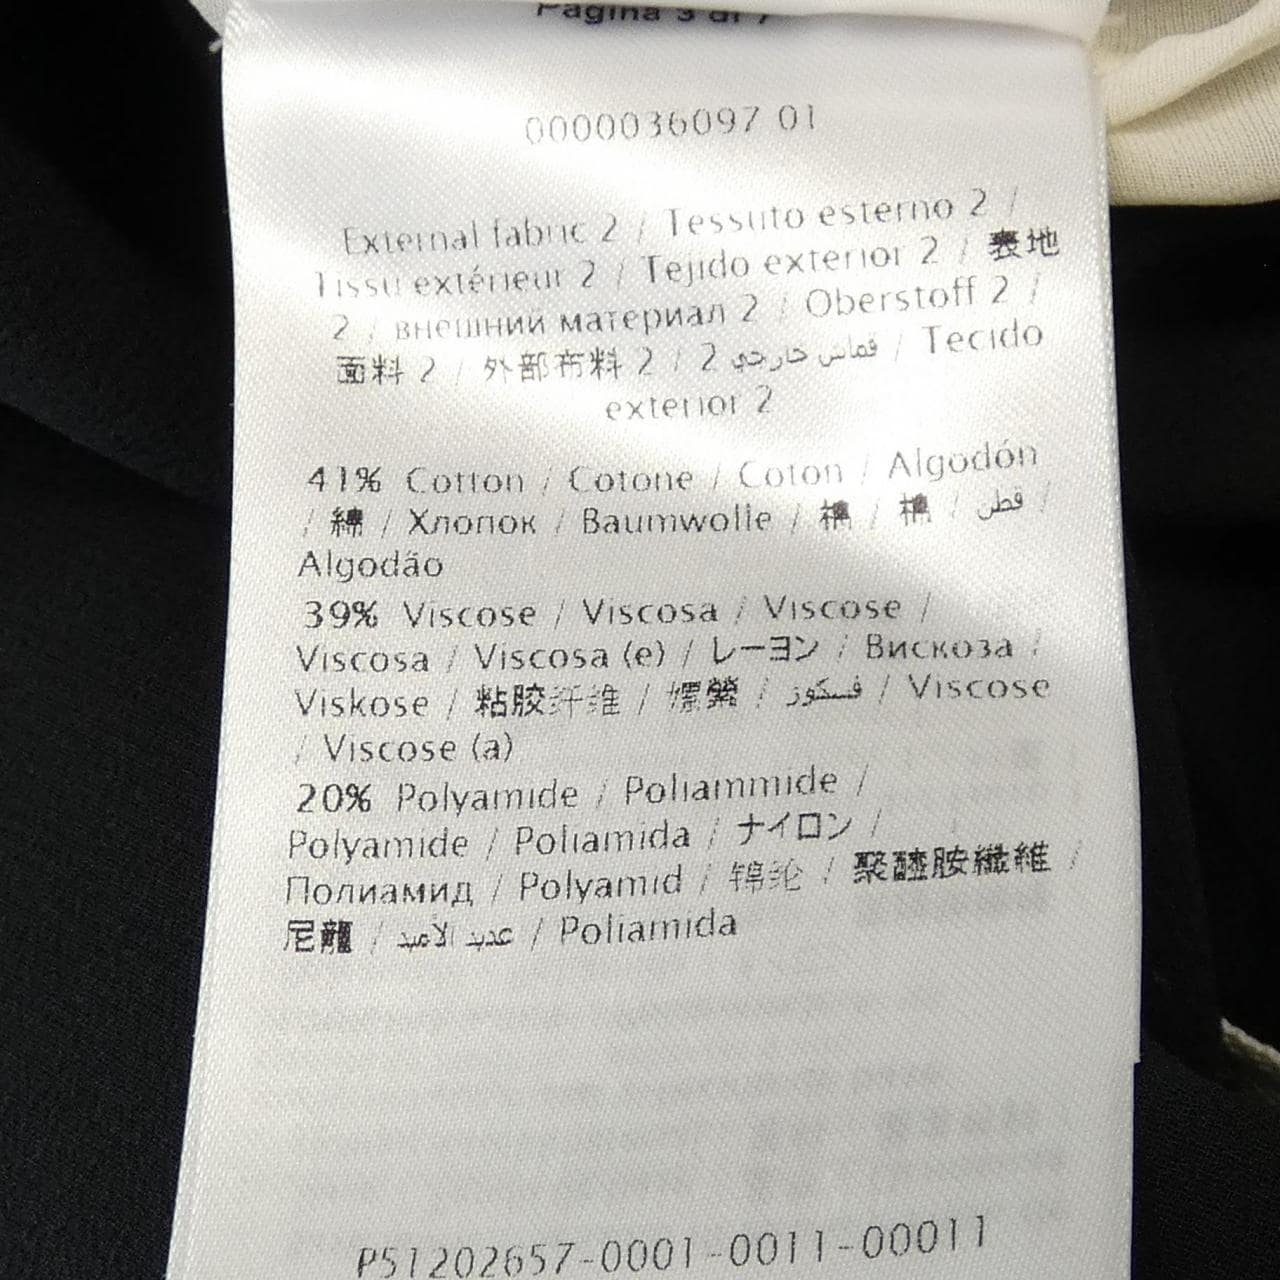 Pagina 3 di 7
0000036097 01
External fabric 2 / Tessuto esterno 2 /
Tissu extérieur 2 / Tejido exterior 2 / 表地
2 / внешний материал 2 / Oberstoff 2 /
面料 2 / 外部布料 2 / 2 قماش خارجي / Tecido
exterior 2
41% Cotton / Cotone / Coton / Algodón
/ 綿 / Хлопок / Baumwolle / 棉 / 棉 / قطن /
Algodão
39% Viscose / Viscosa / Viscose /
Viscosa / Viscosa (e) / レーヨン / Вискоза /
Viskose / 粘胶纤维 / 嫘縈 / فسكوز / Viscose
/ Viscose (a)
20% Polyamide / Poliammide /
Polyamide / Poliamida / ナイロン /
Полиамид / Polyamid / 锦纶 / 聚醯胺纖維 /
尼龍 / عديد الأميد / Poliamida
P51202657-0001-0011-00011